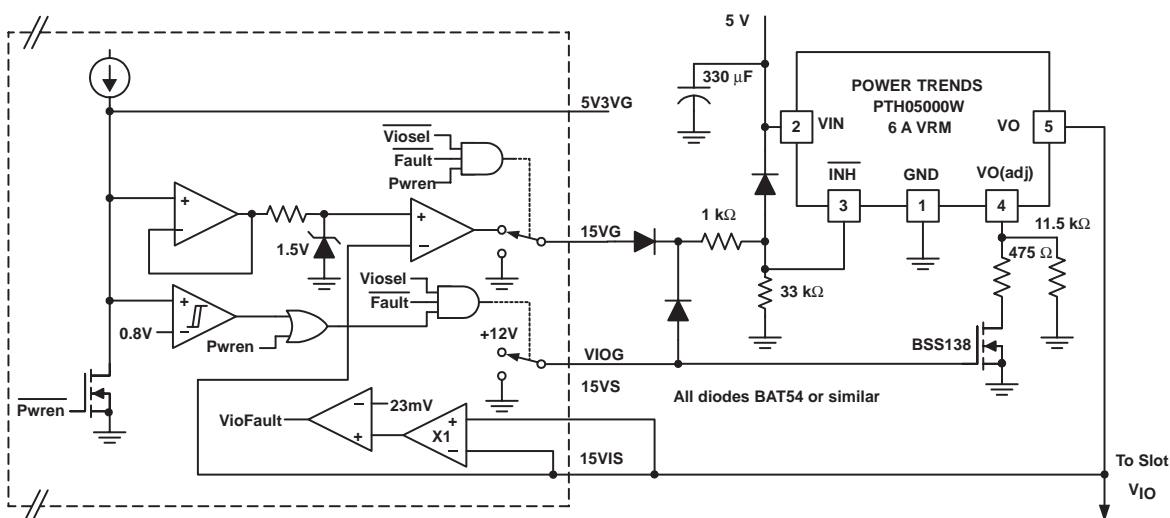 5 V
330 μF
POWER TRENDS
PTH05000W
6 A VRM
2
VIN
VO
5
INH
GND
VO(adj)
3
1
4
5V3VG
Viosel
Fault
Pwren
+
−
1.5V
+
−
15VG
1 kΩ
11.5 kΩ
475 Ω
33 kΩ
Viosel
Fault
+
0.8V
−
Pwren
+12V
VIOG
BSS138
15VS
All diodes BAT54 or similar
Pwren
VioFault
−
23mV
+
X1
+
−
15VIS
To Slot
VIO